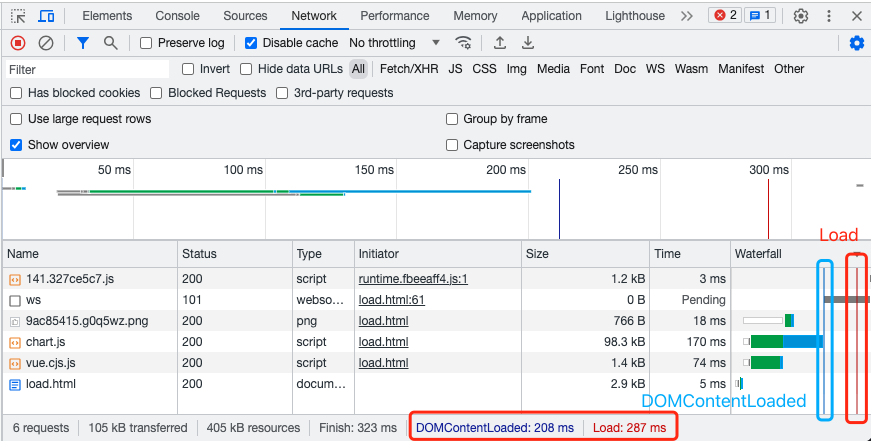 Elements Console Sources Network Performance Memory Application Lighthouse 2 1
Preserve log Disable cache No throttling
Filter Invert Hide data URLs All Fetch/XHR JS CSS Img Media Font Doc WS Wasm Manifest Other
Has blocked cookies Blocked Requests 3rd-party requests
Use large request rows Group by frame
Show overview Capture screenshots
50 ms 100 ms 150 ms 200 ms 250 ms 300 ms
Load
Name Status Type Initiator Size Time Waterfall
141.327ce5c7.js 200 script runtime.fbeeaff4.js:1 1.2 kB 3 ms
ws 101 webso... load.html:61 0 B Pending
9ac85415.g0q5wz.png 200 png load.html 766 B 18 ms
chart.js 200 script load.html 98.3 kB 170 ms
vue.cjs.js 200 script load.html 1.4 kB 74 ms
load.html 200 docum... 2.9 kB 5 ms
DOMContentLoaded
6 requests 105 kB transferred 405 kB resources Finish: 323 ms DOMContentLoaded: 208 ms Load: 287 ms